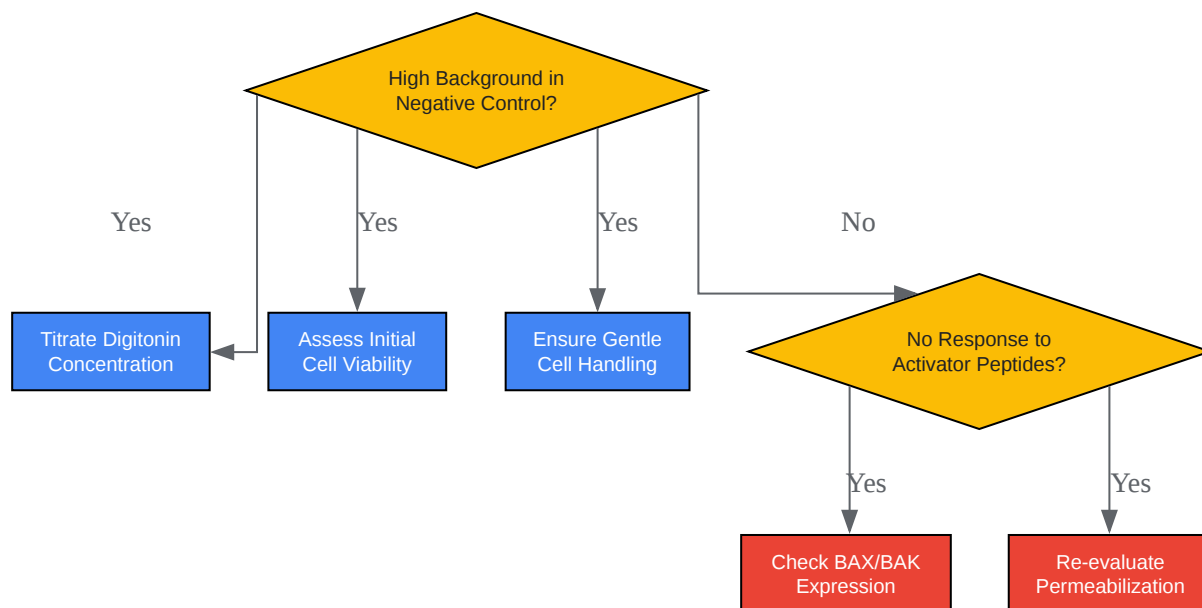 High Background in
Negative Control?
Yes
Yes
Yes
No
Titrate Digitonin
Concentration
Assess Initial
Cell Viability
Ensure Gentle
Cell Handling
No Response to
Activator Peptides?
Yes
Yes
Check BAX/BAK
Expression
Re-evaluate
Permeabilization